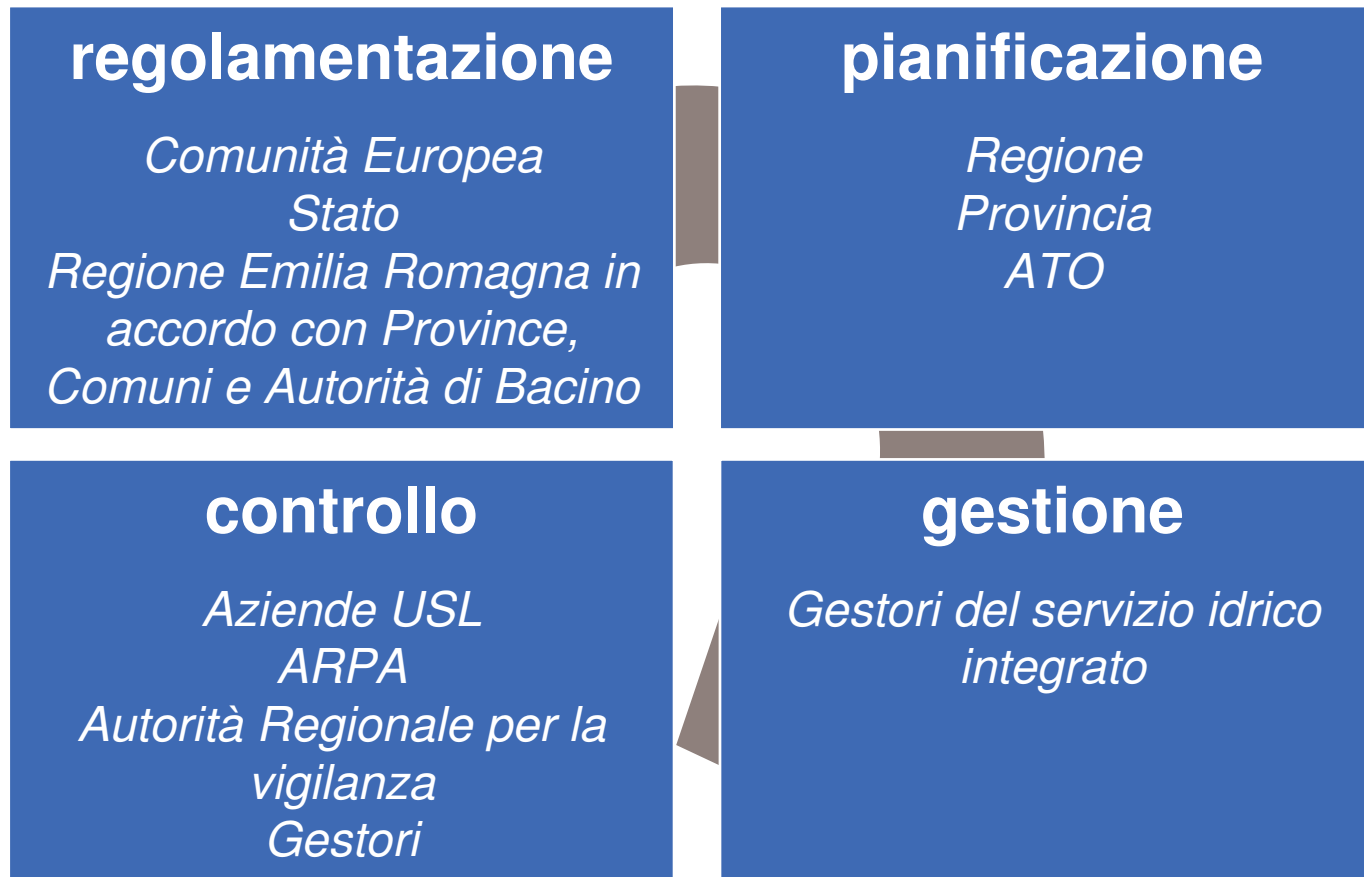 regolamentazione
Comunità Europea
Stato
Regione Emilia Romagna in
accordo con Province,
Comuni e Autorità di Bacino
pianificazione
Regione
Provincia
ATO
controllo
Aziende USL
ARPA
Autorità Regionale per la
vigilanza
Gestori
gestione
Gestori del servizio idrico
integrato